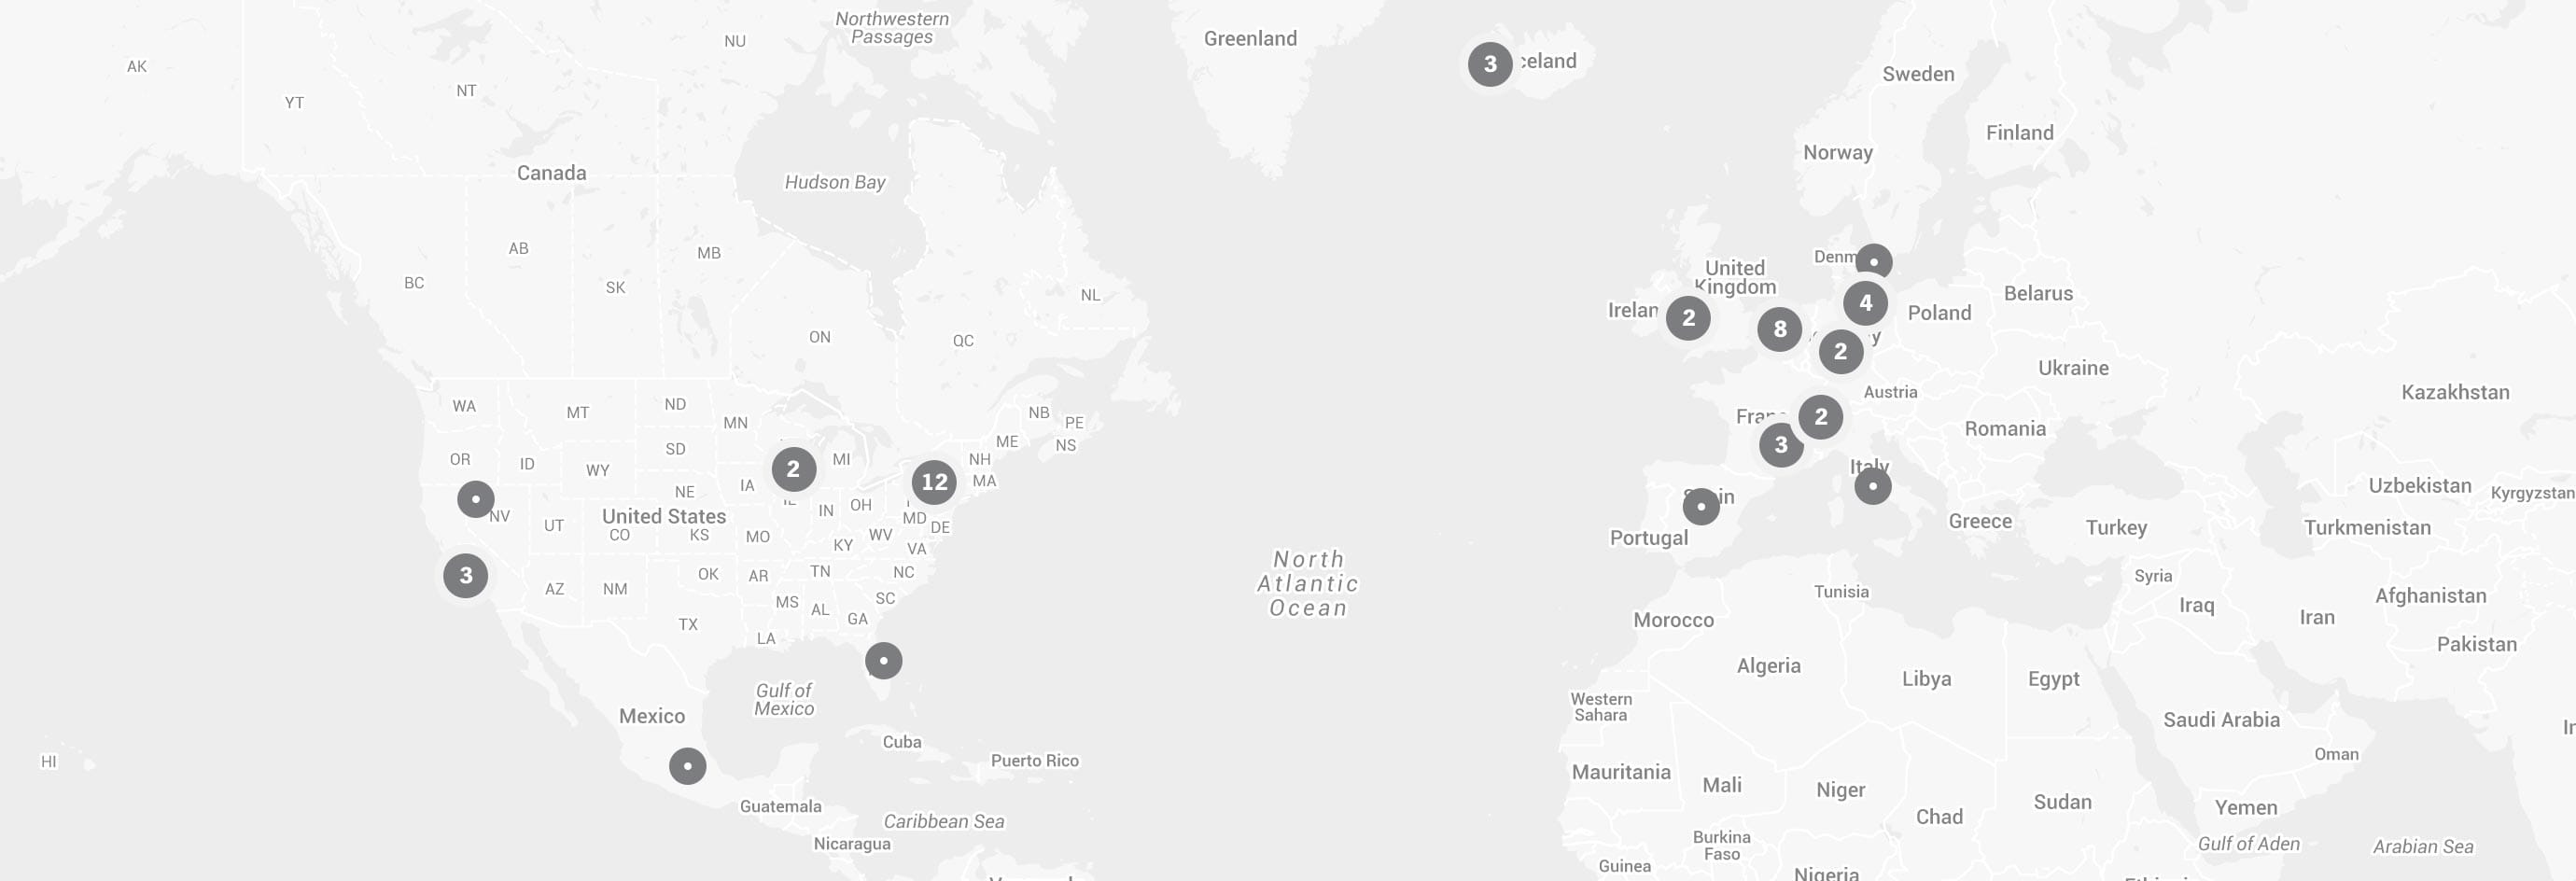 Northwestern
Passages
NU
AK
YT
NT
Greenland
3
celand
Sweden
Finland
Norway
Canada
Hudson Bay
AB
MB
BC
SK
NL
ON
QC
Denm
United
Kingdom
Irelan
2
8
4
Poland
Belarus
2
y
Ukraine
Austria
Kazakhstan
Romania
Fran
2
3
Italy
WA
MT
ND
MN
NB
PE
ME
NS
OR
ID
WY
SD
2
MI
NH
12
MA
IA
NE
NV
IN
OH
UT
United States
CO
KS
MO
KY
WV
MD
DE
VA
in
Portugal
Greece
Turkey
Uzbekistan
Kyrgyzstan
Turkmenistan
North
Atlantic
Ocean
3
AZ
NM
OK
AR
TN
NC
MS
AL
SC
GA
TX
LA
Tunisia
Syria
Iraq
Iran
Afghanistan
Pakistan
Morocco
Algeria
Libya
Egypt
Western
Sahara
Saudi Arabia
Oman
Gulf of
Mexico
Mexico
Cuba
Puerto Rico
HI
Guatemala
Caribbean Sea
Nicaragua
Mauritania
Mali
Niger
Chad
Sudan
Yemen
Gulf of Aden
Arabian Sea
Burkina
Faso
Guinea
Nigeria